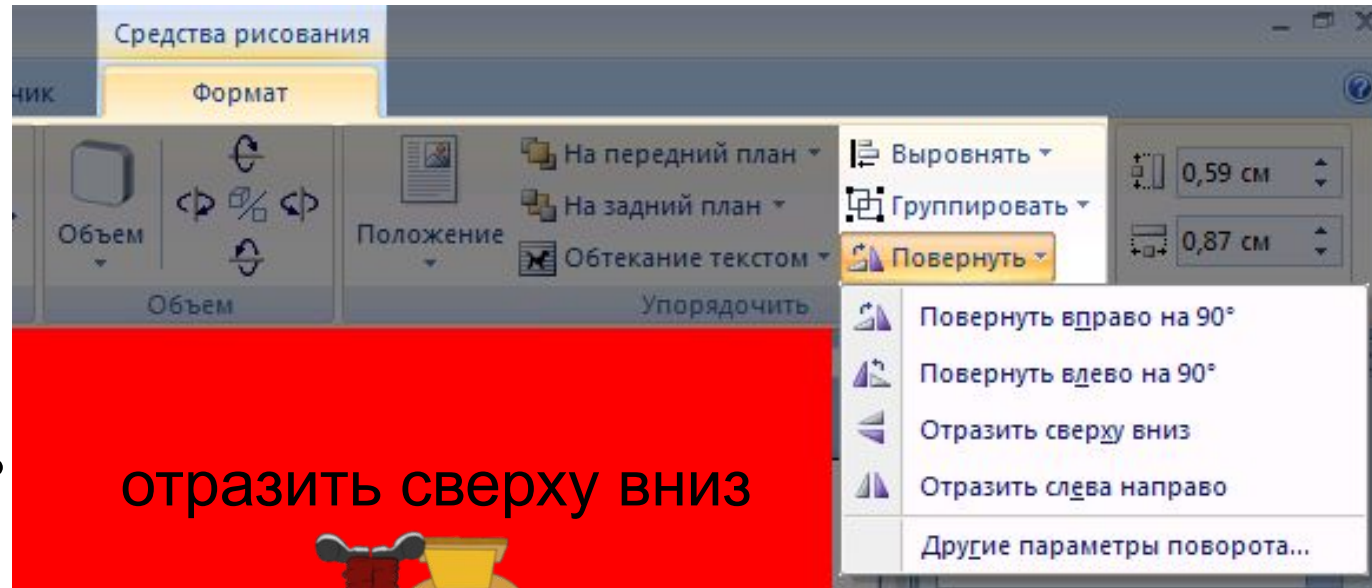 Средства рисования
чик
Формат
На передний план
Выровнять
0,59 см
На задний план
Группировать
Объем
Положение
Обтекание текстом
Повернуть
0,87 см
Объем
Упорядочить
Повернуть вправо на 90°
Повернуть влево на 90°
Отразить сверху вниз
Отразить слева направо
Другие параметры поворота...
отразить сверху вниз